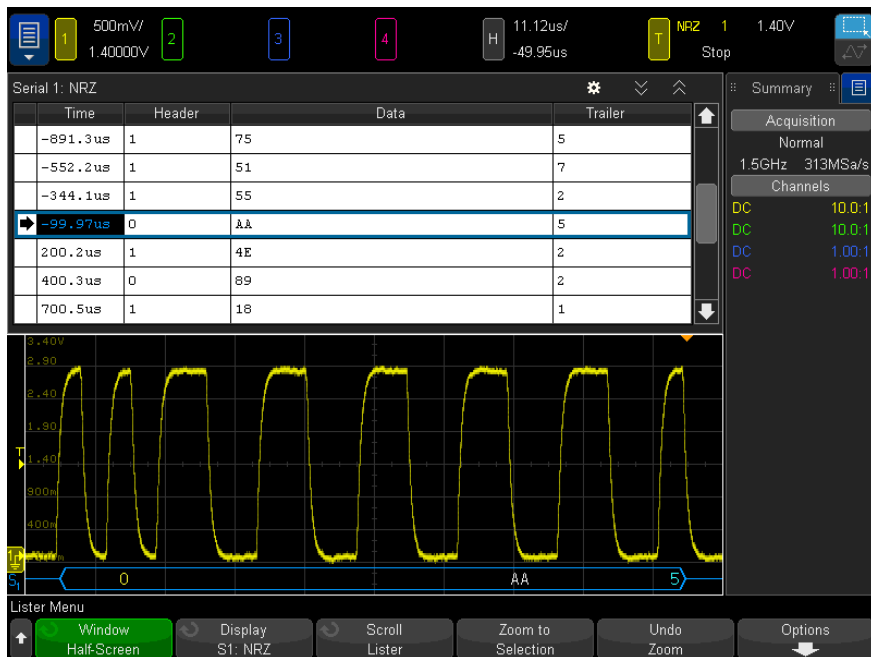 500mV/
1.40000V
1
2
3
4
H
11.12us/
-49.95us
T
NRZ 1 1.40V
Stop
Serial 1: NRZ
Time Header Data Trailer
-891.3us 1 75 5
-552.2us 1 51 7
-344.1us 1 55 2
-99.97us 0 AA 5
200.2us 1 4E 2
400.3us 0 89 2
700.5us 1 18 1
Summary
Acquisition
Normal
1.5GHz 313MSa/s
Channels
DC 10.0:1
DC 10.0:1
DC 1.00:1
DC 1.00:1
3.40V
2.90
2.40
1.90
T
1.40
900m
400m
S1 0 AA 5
Lister Menu
Window
Half-Screen
Display
S1: NRZ
Scroll
Lister
Zoom to
Selection
Undo
Zoom
Options